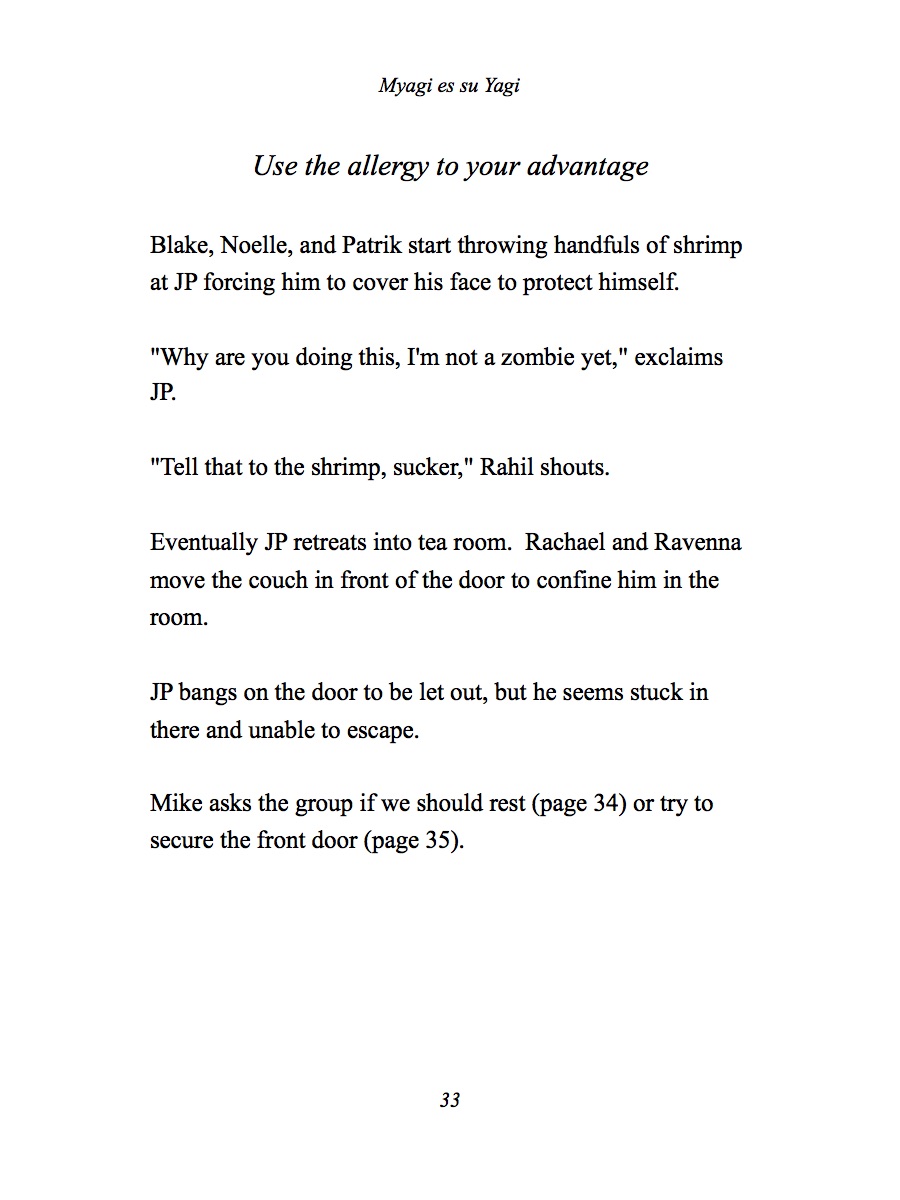 Myagi es su Yagi
Use the allergy to your advantage
Blake, Noelle, and Patrik start throwing handfuls of shrimp
at JP forcing him to cover his face to protect himself.
"Why are you doing this, I'm not a zombie yet," exclaims
JP.
"Tell that to the shrimp, sucker," Rahil shouts.
Eventually JP retreats into tea room.  Rachael and Ravenna
move the couch in front of the door to confine him in the
room.
JP bangs on the door to be let out, but he seems stuck in
there and unable to escape.
Mike asks the group if we should rest (page 34) or try to
secure the front door (page 35).
33